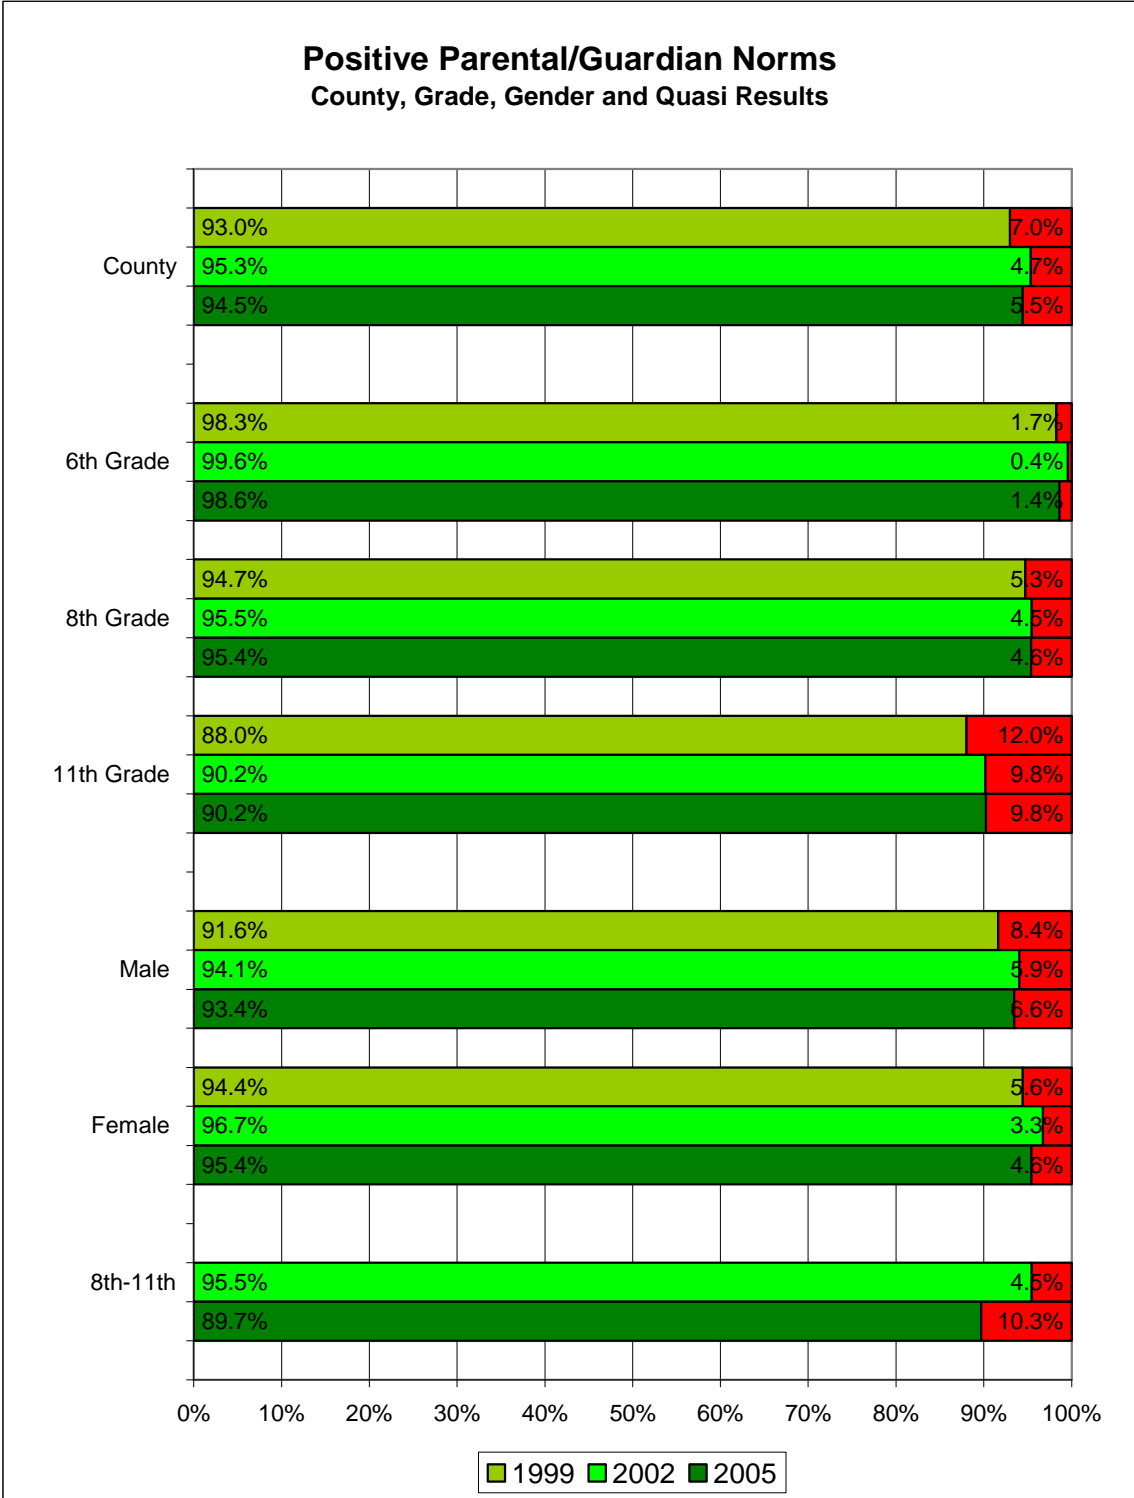 Positive Parental/Guardian Norms
County, Grade, Gender and Quasi Results
93.0% 7.0%
County 95.3% 4.7%
94.5% 5.5%
98.3% 1.7%
6th Grade 99.6% 0.4%
98.6% 1.4%
94.7% 5.3%
8th Grade 95.5% 4.5%
95.4% 4.6%
88.0% 12.0%
11th Grade 90.2% 9.8%
90.2% 9.8%
91.6% 8.4%
Male 94.1% 5.9%
93.4% 6.6%
94.4% 5.6%
Female 96.7% 3.3%
95.4% 4.6%
8th-11th 95.5% 4.5%
89.7% 10.3%
0% 10% 20% 30% 40% 50% 60% 70% 80% 90% 100%
1999 2002 2005